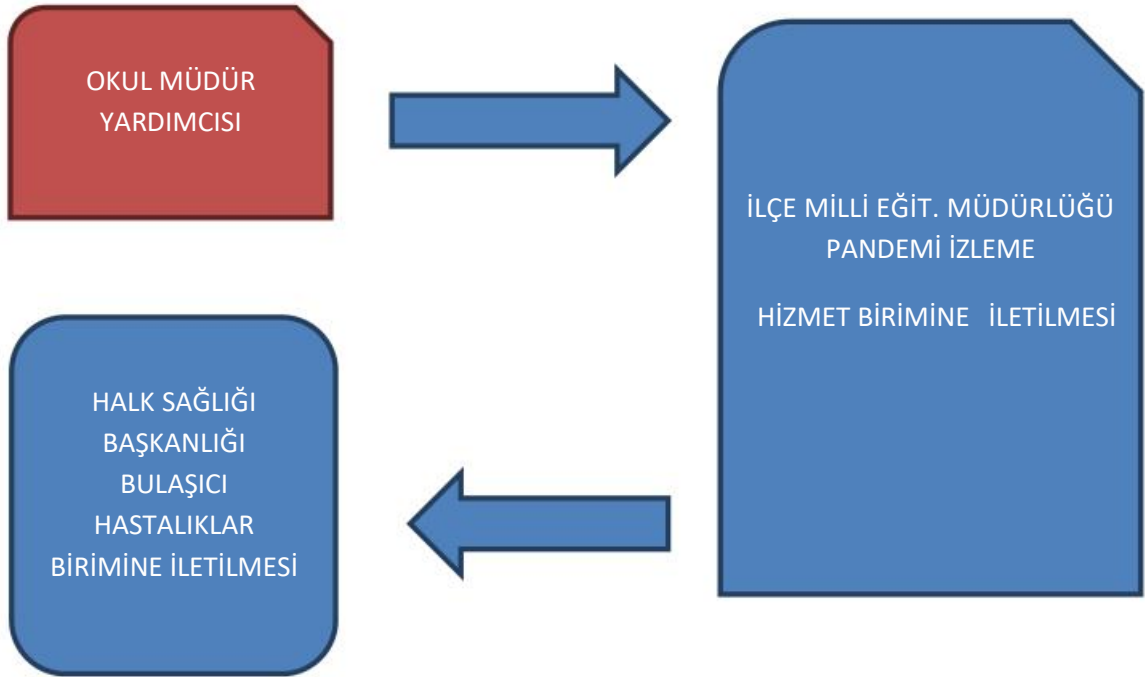 OKUL MÜDÜR
YARDIMCISI
İLÇE MİLLİ EĞİT. MÜDÜRLÜĞÜ
PANDEMİ İZLEME
HİZMET BİRİMİNE İLETİLMESİ
HALK SAĞLIĞI
BAŞKANLIĞI
BULAŞICI
HASTALIKLAR
BİRİMİNE İLETİLMESİ